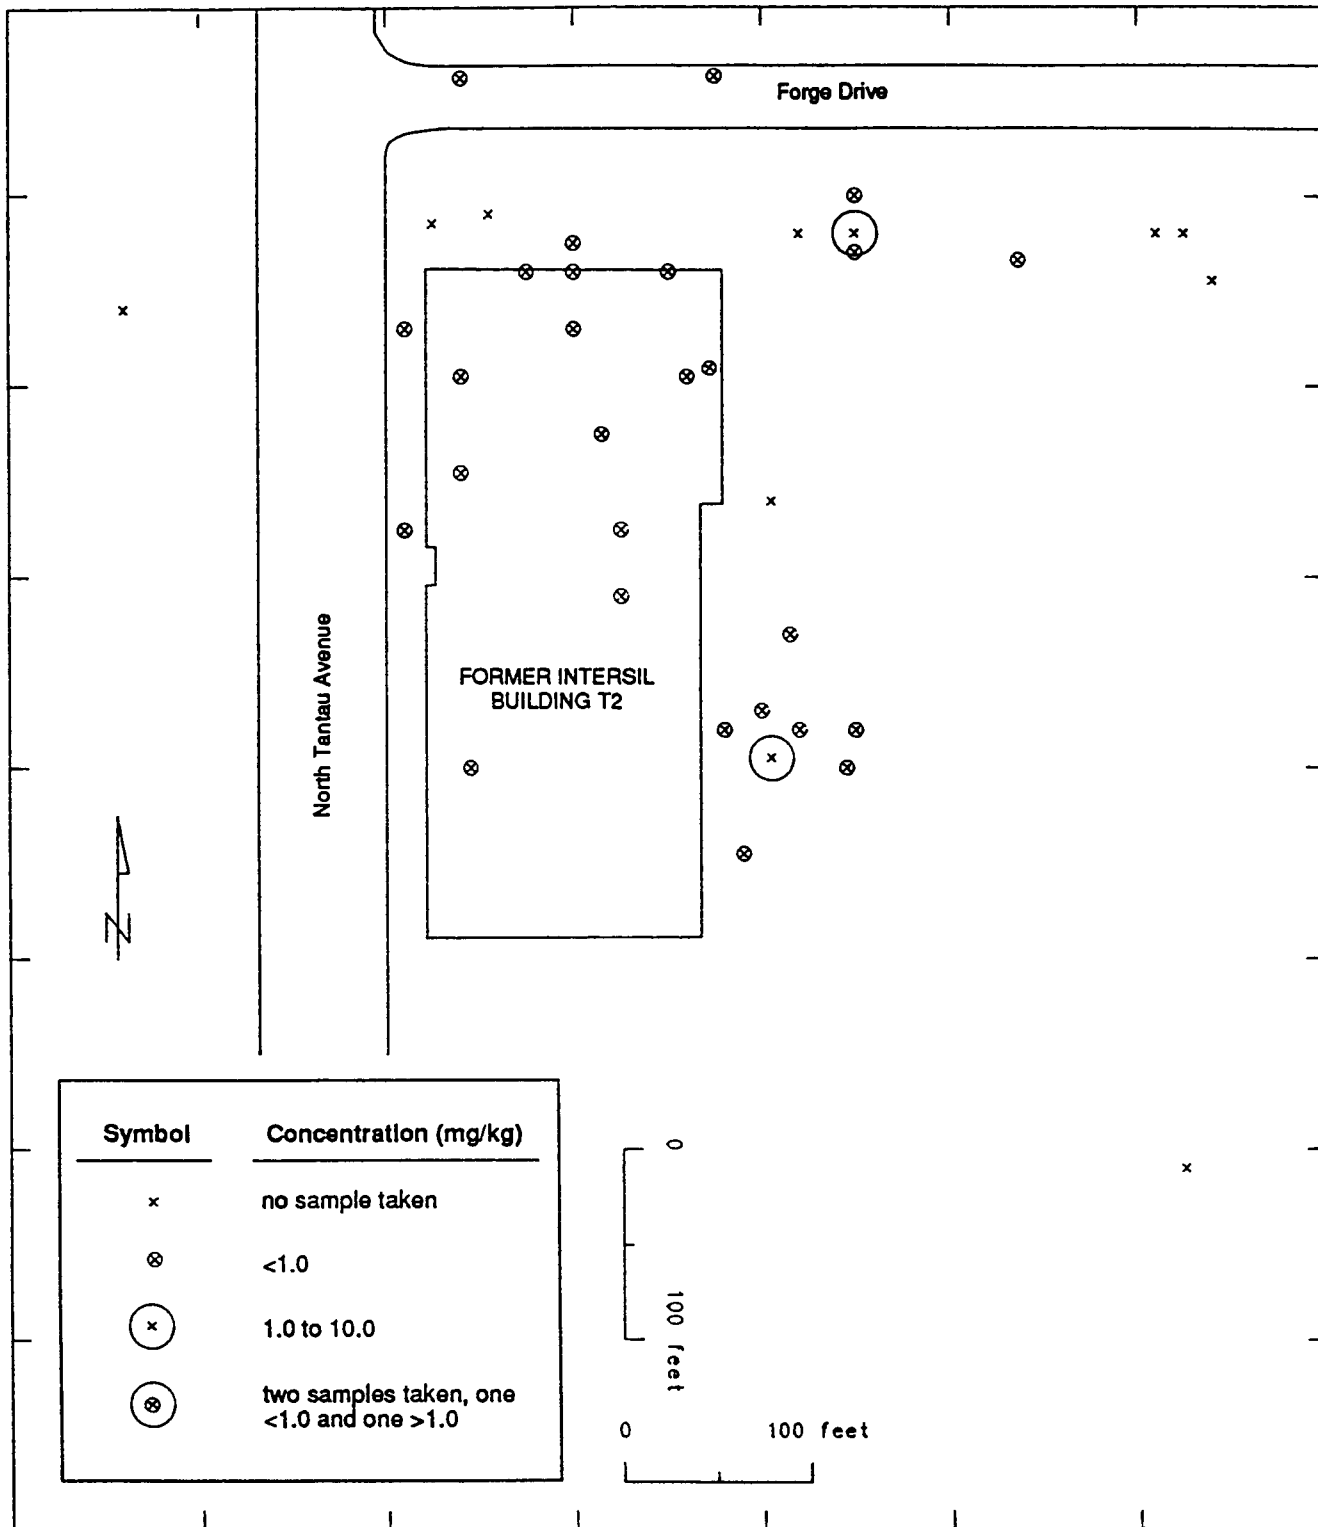 Forge Drive
North Tantau Avenue
FORMER INTERSIL
BUILDING T2
N
Symbol Concentration (mg/kg)
no sample taken
<1.0
1.0 to 10.0
two samples taken, one
<1.0 and one >1.0
0
100 feet
0 100 feet